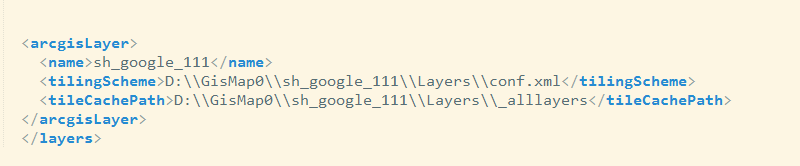 <arcgisLayer>
<name>sh_google_111</name>
<tilingScheme>D:\\GisMap0\\sh_google_111\\Layers\\conf.xml</tilingScheme>
<tileCachePath>D:\\GisMap0\\sh_google_111\\Layers\\_alllayers</tileCachePath>
</arcgisLayer>
</layers>